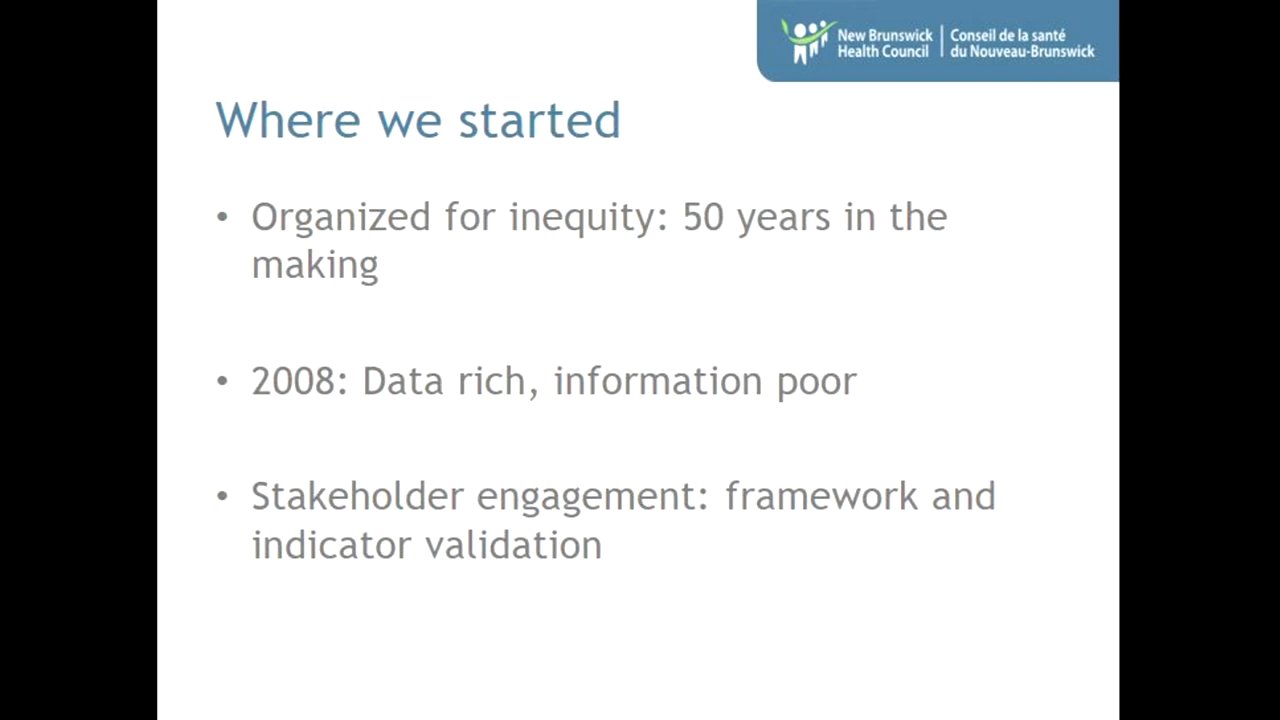 New Brunswick Health Council
Conseil de la santé du Nouveau-Brunswick
Where we started
• Organized for inequity: 50 years in the
making
• 2008: Data rich, information poor
• Stakeholder engagement: framework and
indicator validation